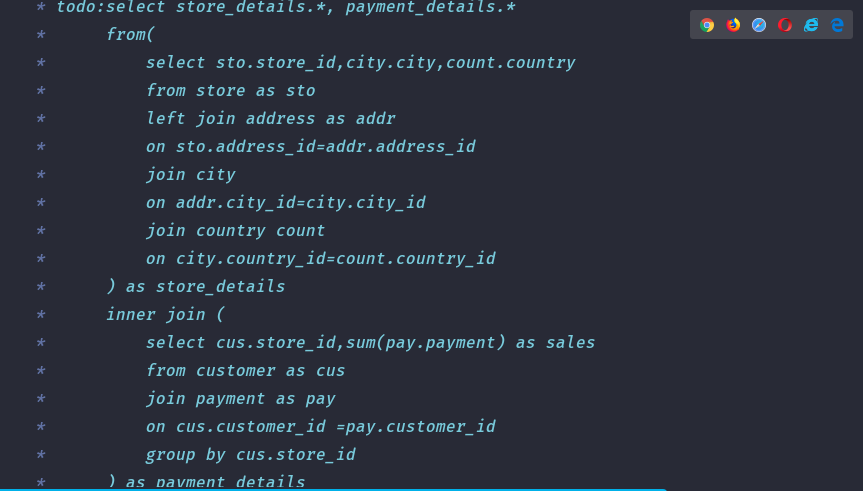 * todo:select store_details.*, payment_details.*
* from(
* select sto.store_id,city.city,count.country
* from store as sto
* left join address as addr
* on sto.address_id=addr.address_id
* join city
* on addr.city_id=city.city_id
* join country count
* on city.country_id=count.country_id
* ) as store_details
* inner join (
* select cus.store_id,sum(pay.payment) as sales
* from customer as cus
* join payment as pay
* on cus.customer_id =pay.customer_id
* group by cus.store_id
* ) as payment_details